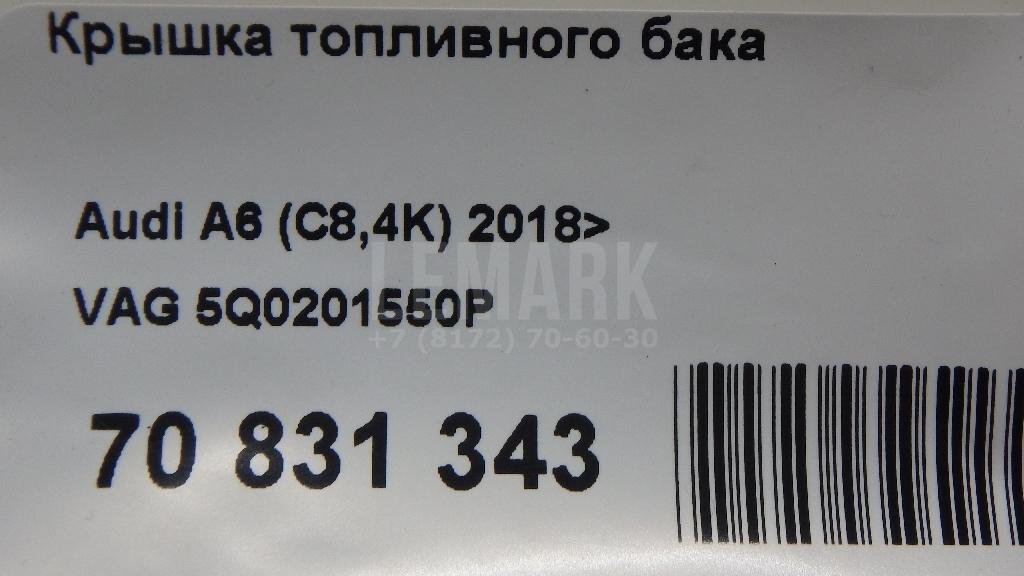 Крышка топливного бака
Audi A6 (C8,4K) 2018>
LEMARK
VAG 5Q0201550P
+7 (8172) 70-60-30
70 831 343